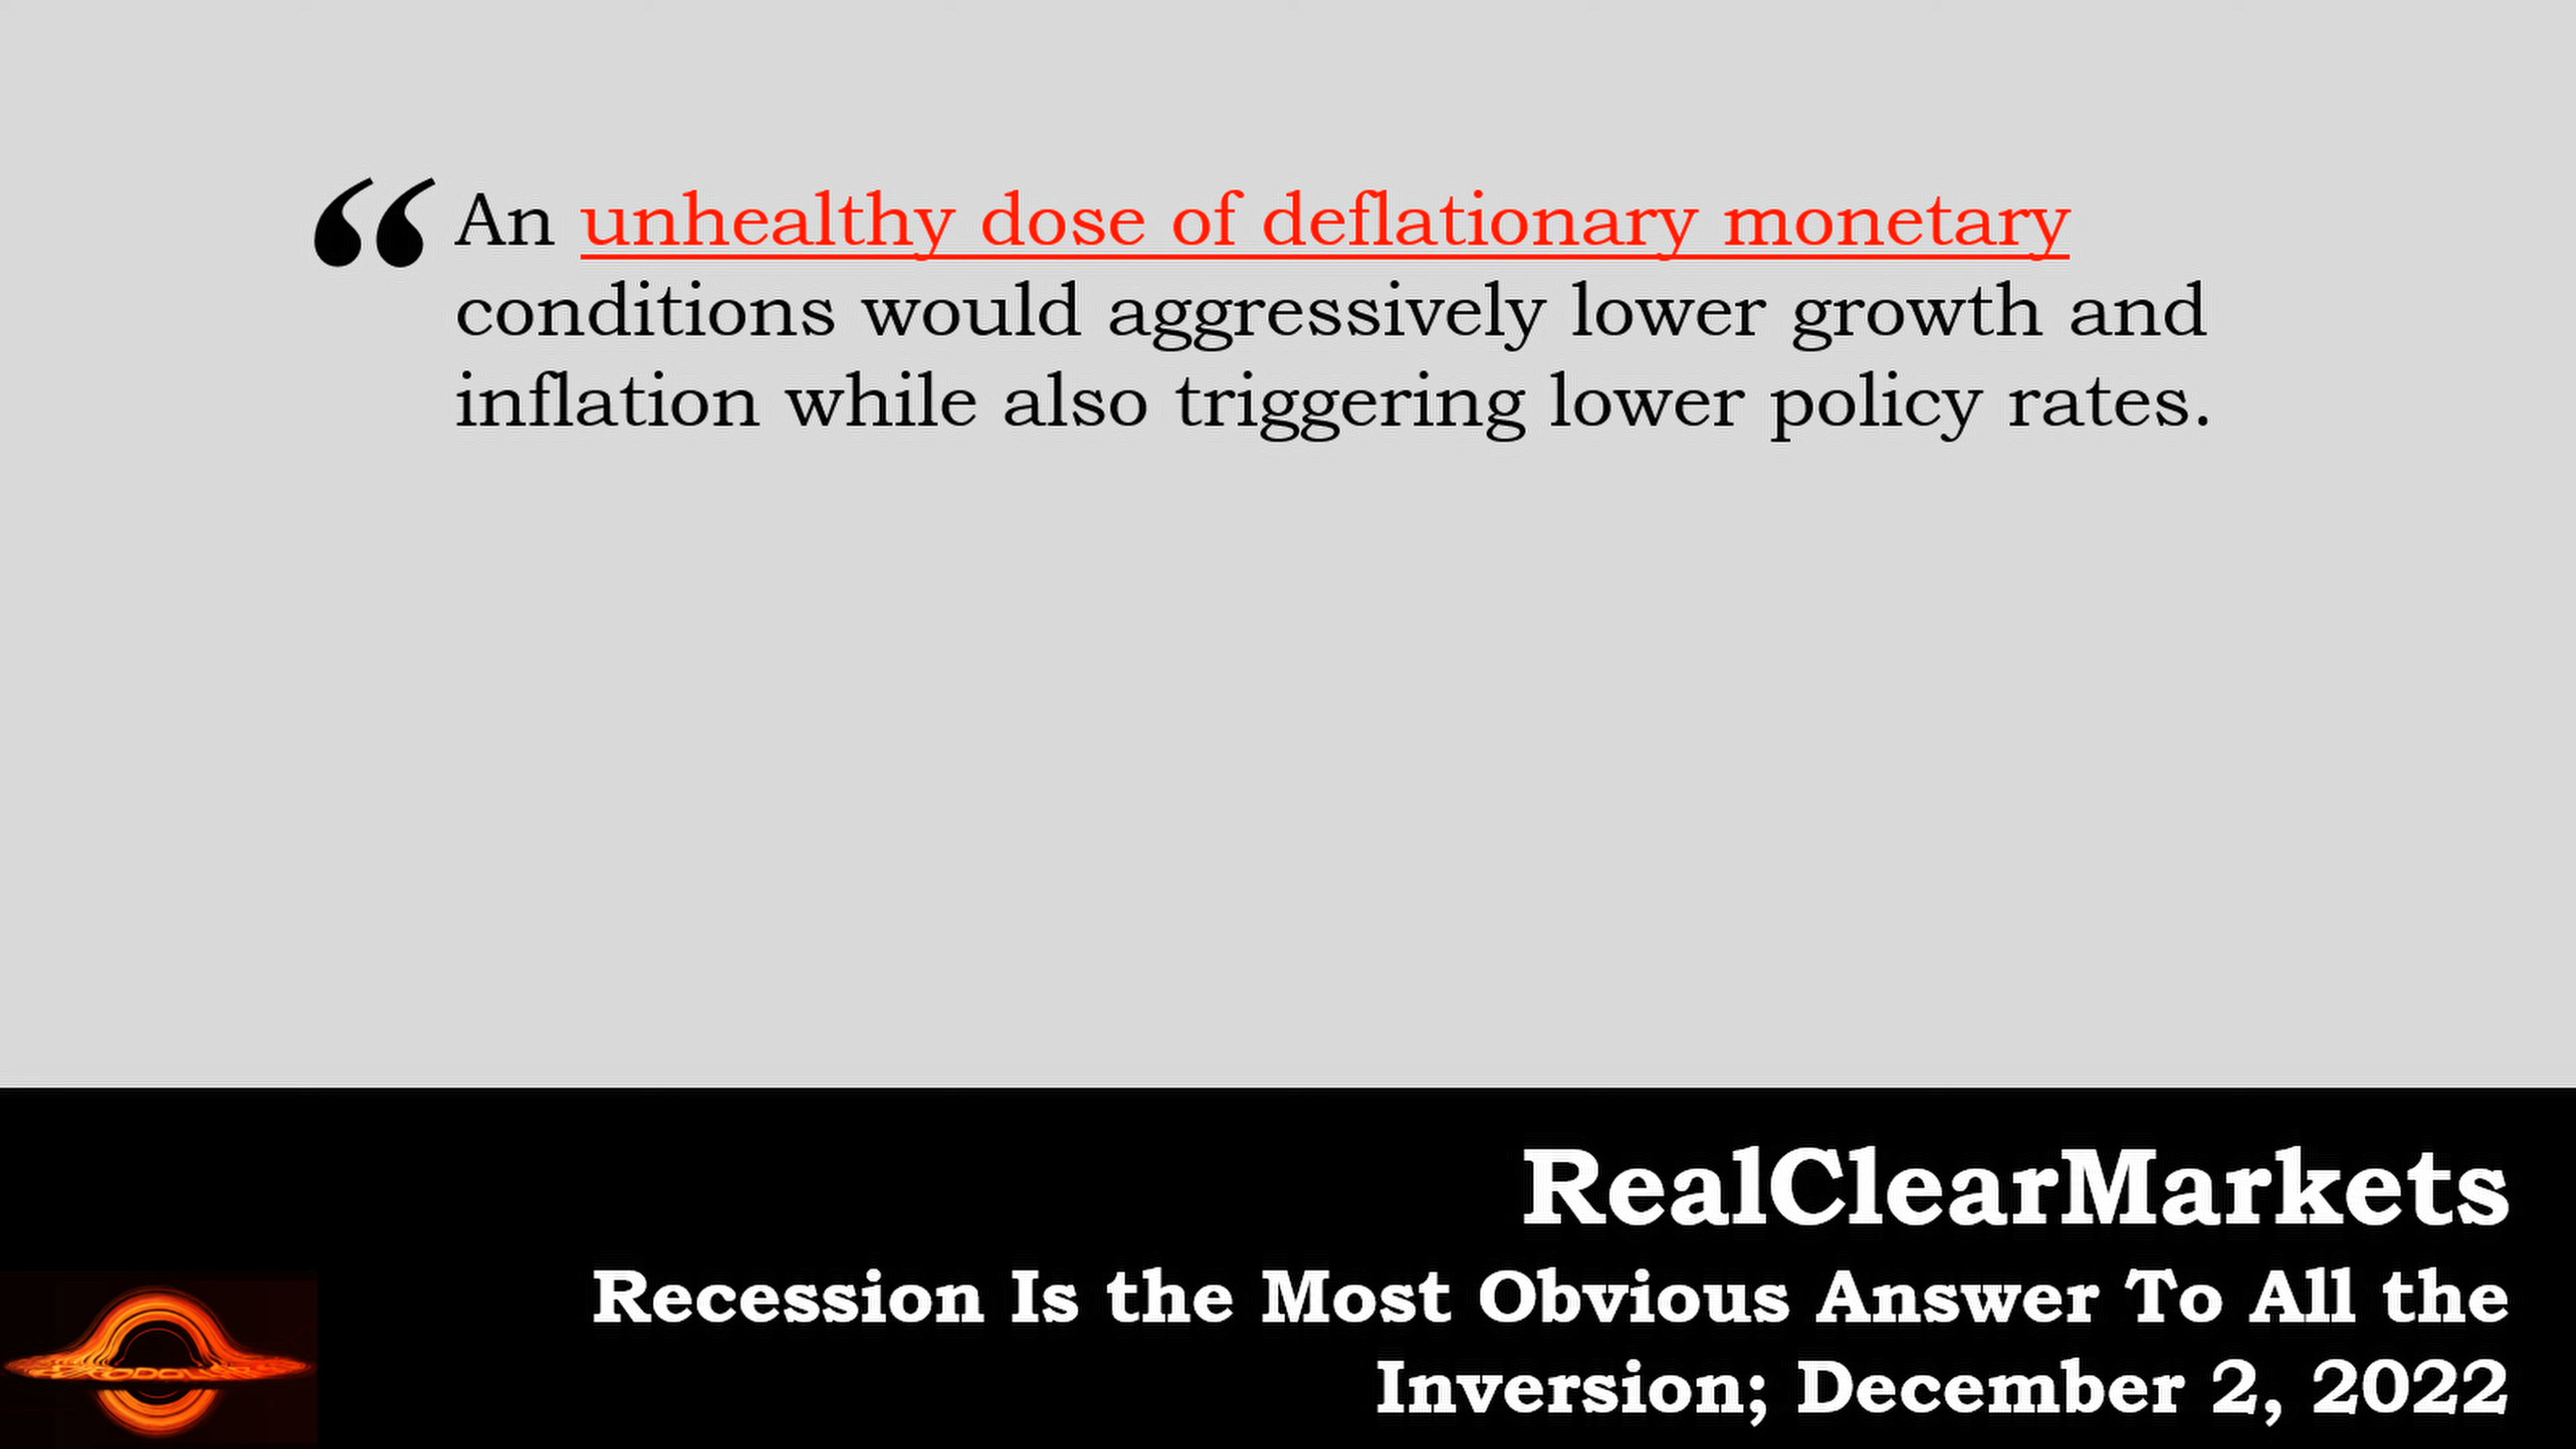 “An unhealthy dose of deflationary monetary
conditions would aggressively lower growth and
inflation while also triggering lower policy rates.
RealClearMarkets
Recession Is the Most Obvious Answer To All the
Inversion; December 2, 2022